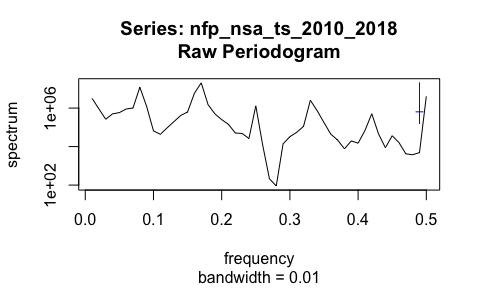 Series: nfp_nsa_ts_2010_2018
Raw Periodogram
spectrum
1e+06
1e+02
0.0 0.1 0.2 0.3 0.4 0.5
frequency
bandwidth = 0.01